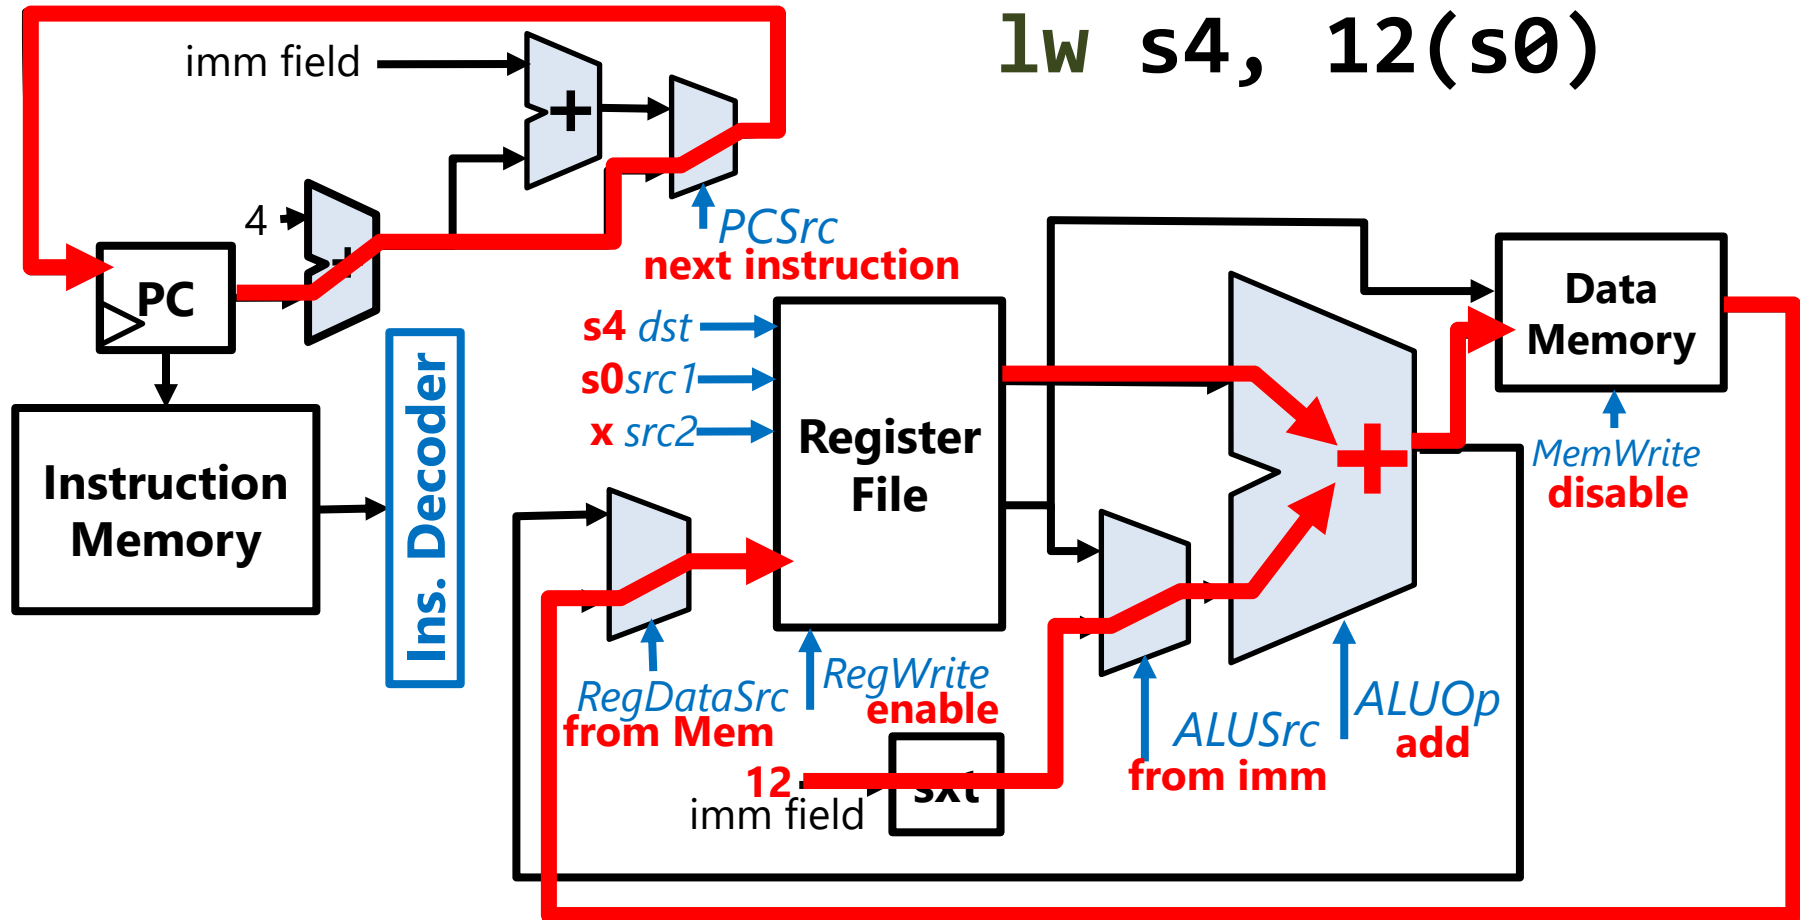 lw s4, 12(s0)
imm field
+
4
+
PCSrc
next instruction
PC
Data
Memory
s4 dst
s0 src1
x src2
Ins. Decoder
Register
File
+
MemWrite
disable
Instruction
Memory
RegDataSrc
from Mem
RegWrite
enable
ALUSrc
from imm
ALUOp
add
12
imm field
sxt